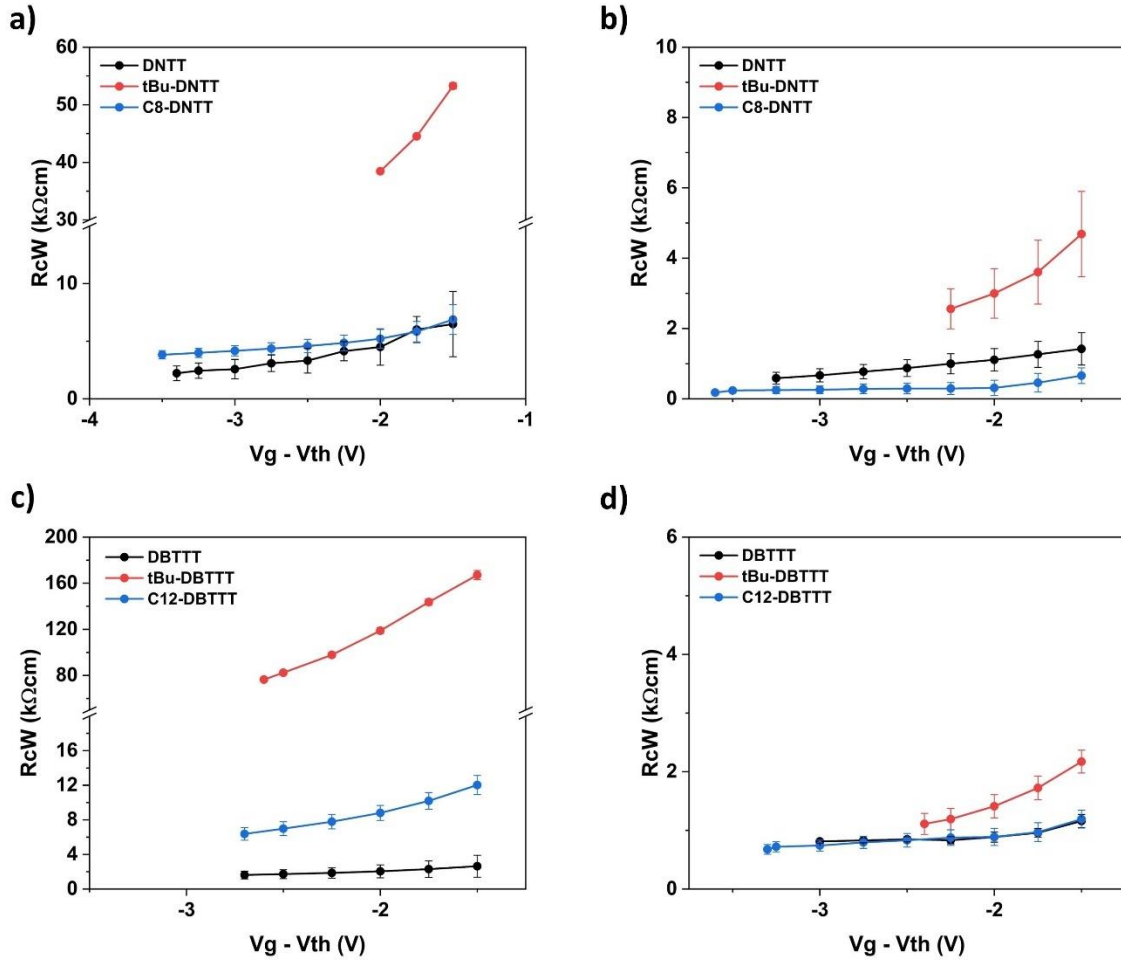 a)
60
50
40
30
10
0
RcW (kΩcm)
DNTT
tBu-DNTT
C8-DNTT
-4
-3
-2
-1
Vg - Vth (V)
b)
10
8
6
4
2
0
RcW (kΩcm)
DNTT
tBu-DNTT
C8-DNTT
-3
-2
Vg - Vth (V)
c)
200
160
120
80
16
12
8
4
0
RcW (kΩcm)
DBTTT
tBu-DBTTT
C12-DBTTT
-3
-2
Vg - Vth (V)
d)
6
4
2
0
RcW (kΩcm)
DBTTT
tBu-DBTTT
C12-DBTTT
-3
-2
Vg - Vth (V)